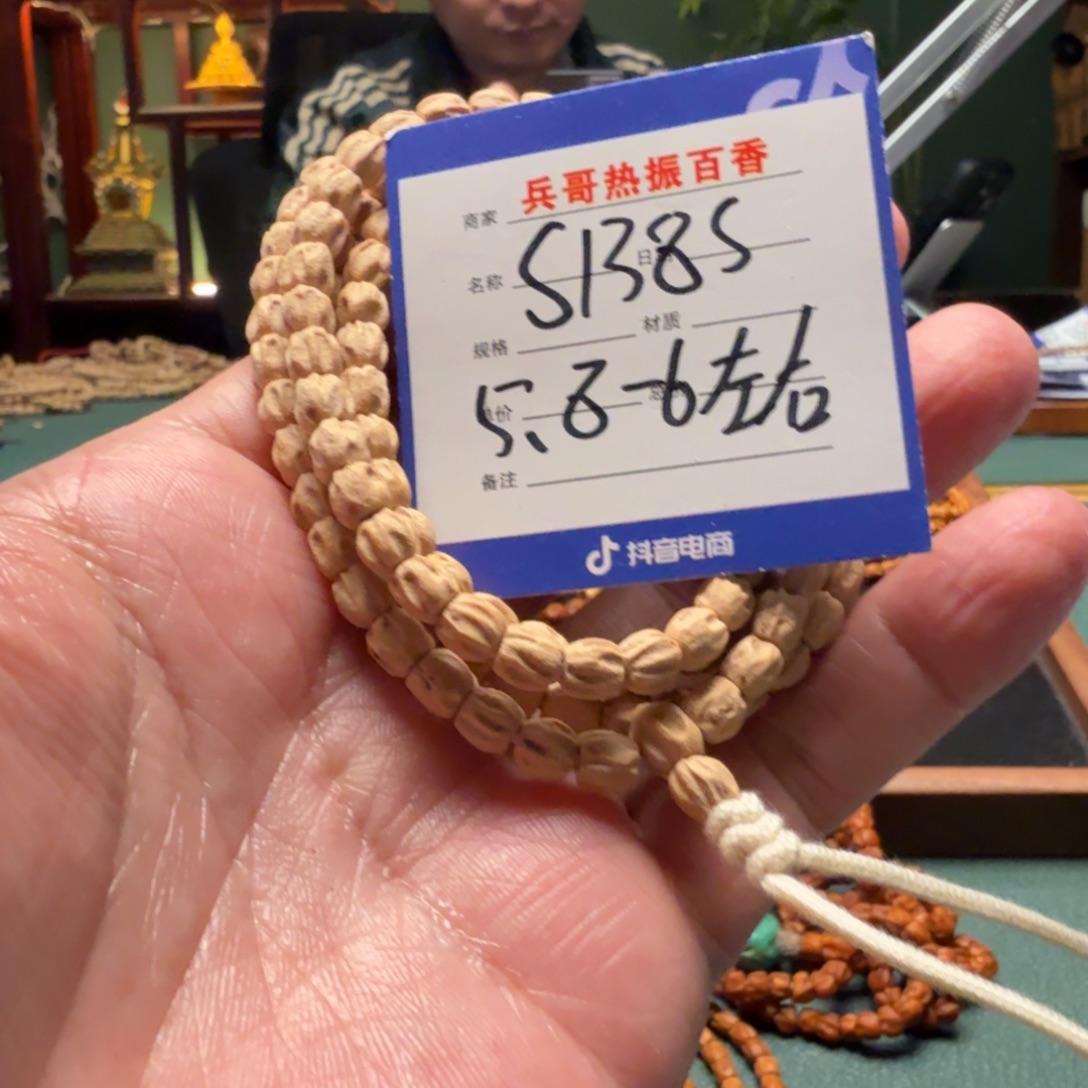 商家 兵哥热振百香
名称 S138S 日
规格 材质
单价 5、8-6左右
备注
抖音电商